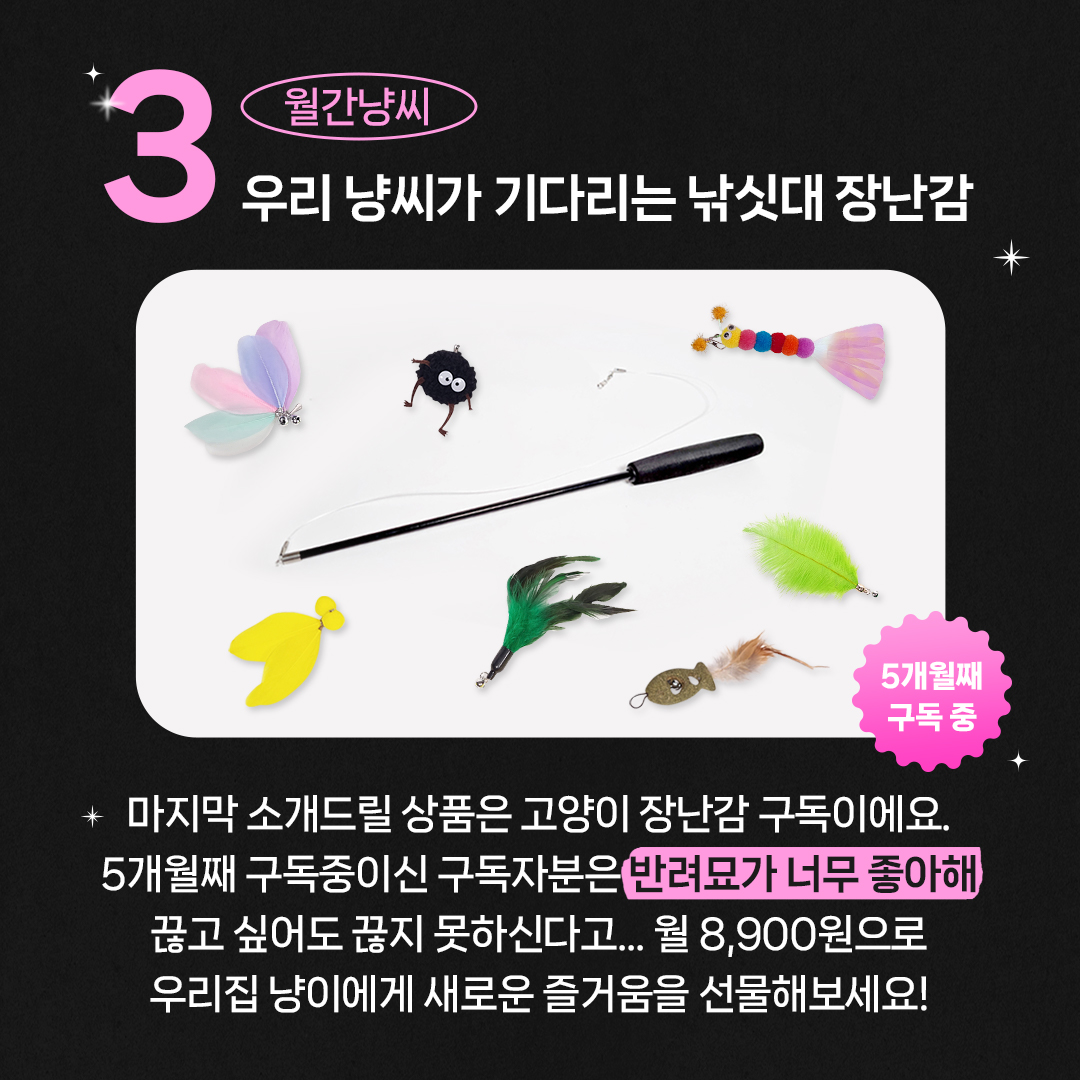 3
월간냥씨
우리 냥씨가 기다리는 낚싯대 장난감
5개월째
구독 중
마지막 소개드릴 상품은 고양이 장난감 구독이에요.
5개월째 구독중이신 구독자분은 반려묘가 너무 좋아해
끊고 싶어도 끊지 못하신다고... 월 8,900원으로
우리집 냥이에게 새로운 즐거움을 선물해보세요!